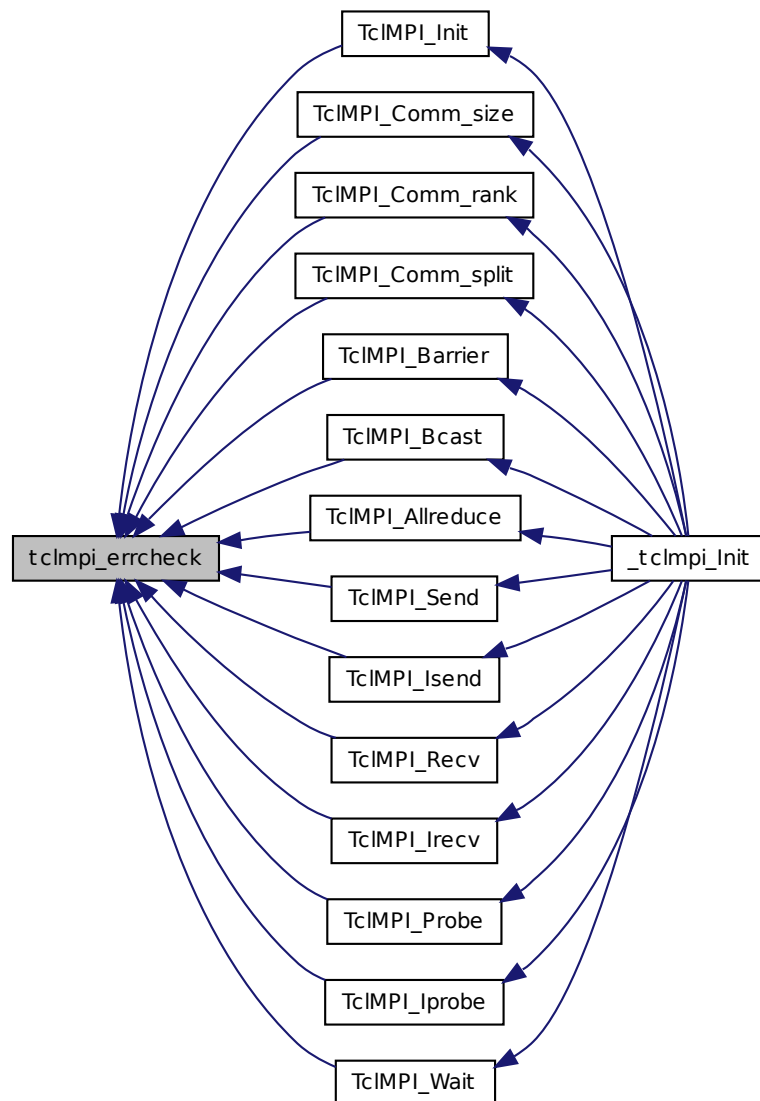 TclMPI_Init
TclMPI_Comm_size
TclMPI_Comm_rank
TclMPI_Comm_split
TclMPI_Barrier
TclMPI_Bcast
TclMPI_Allreduce
tclmpi_errcheck
_tclmpi_Init
TclMPI_Send
TclMPI_Isend
TclMPI_Recv
TclMPI_Irecv
TclMPI_Probe
TclMPI_Iprobe
TclMPI_Wait